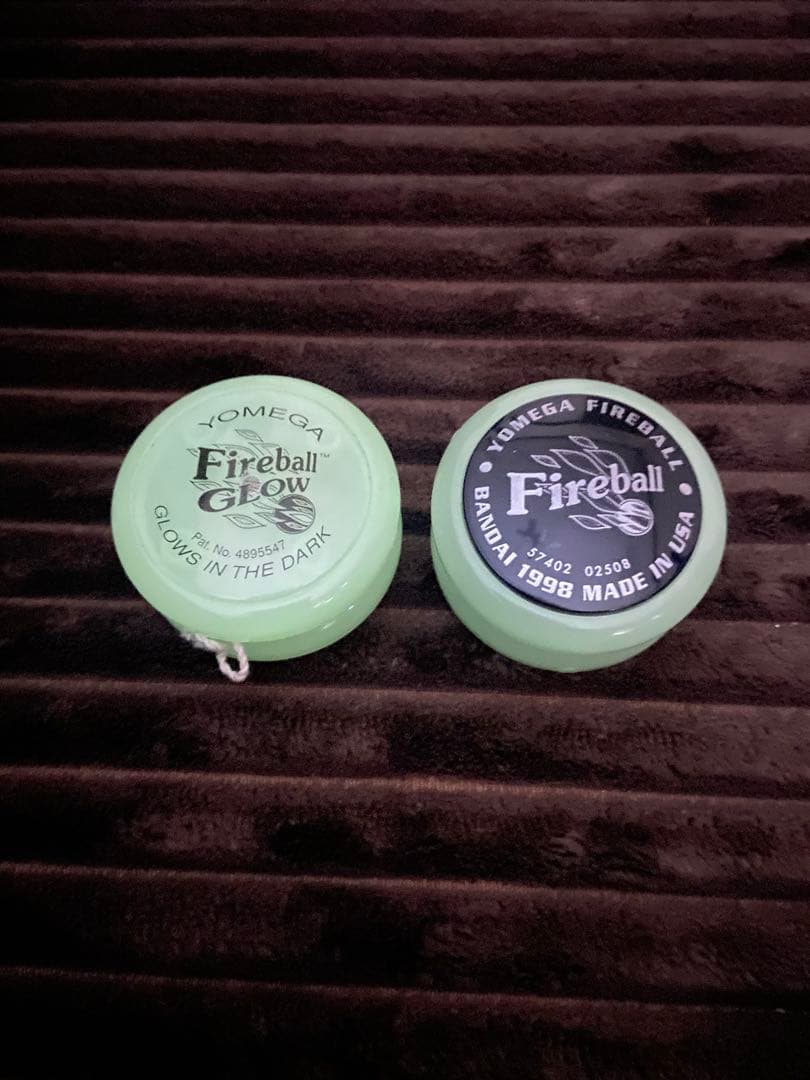 YOMEGA
Fireball™
GLOW
Pat. No. 4895547
GLOWS IN THE DARK
• YOMEGA FIREBALL •
Fireball
57402 02508
BANDAI 1998 MADE IN USA